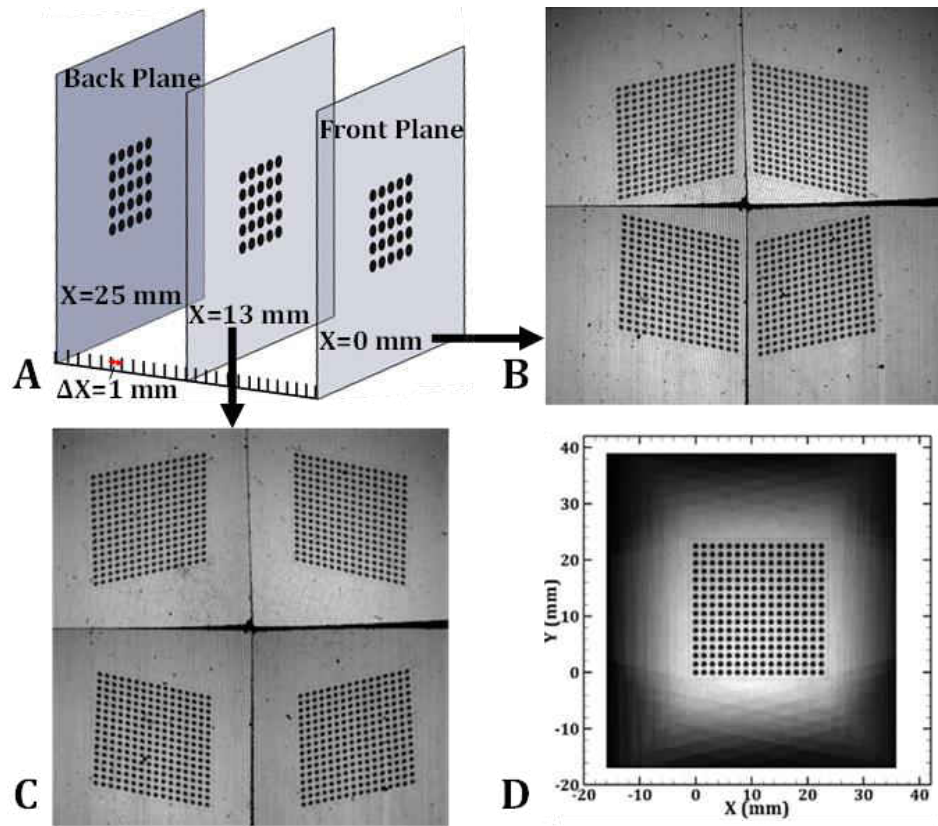 Back Plane
Front Plane
X=25 mm
X=13 mm
X=0 mm
ΔX=1 mm
A
B
C
D
40
30
20
10
0
-10
-20
Y (mm)
-20 -10 0 10 20 30 40
X (mm)